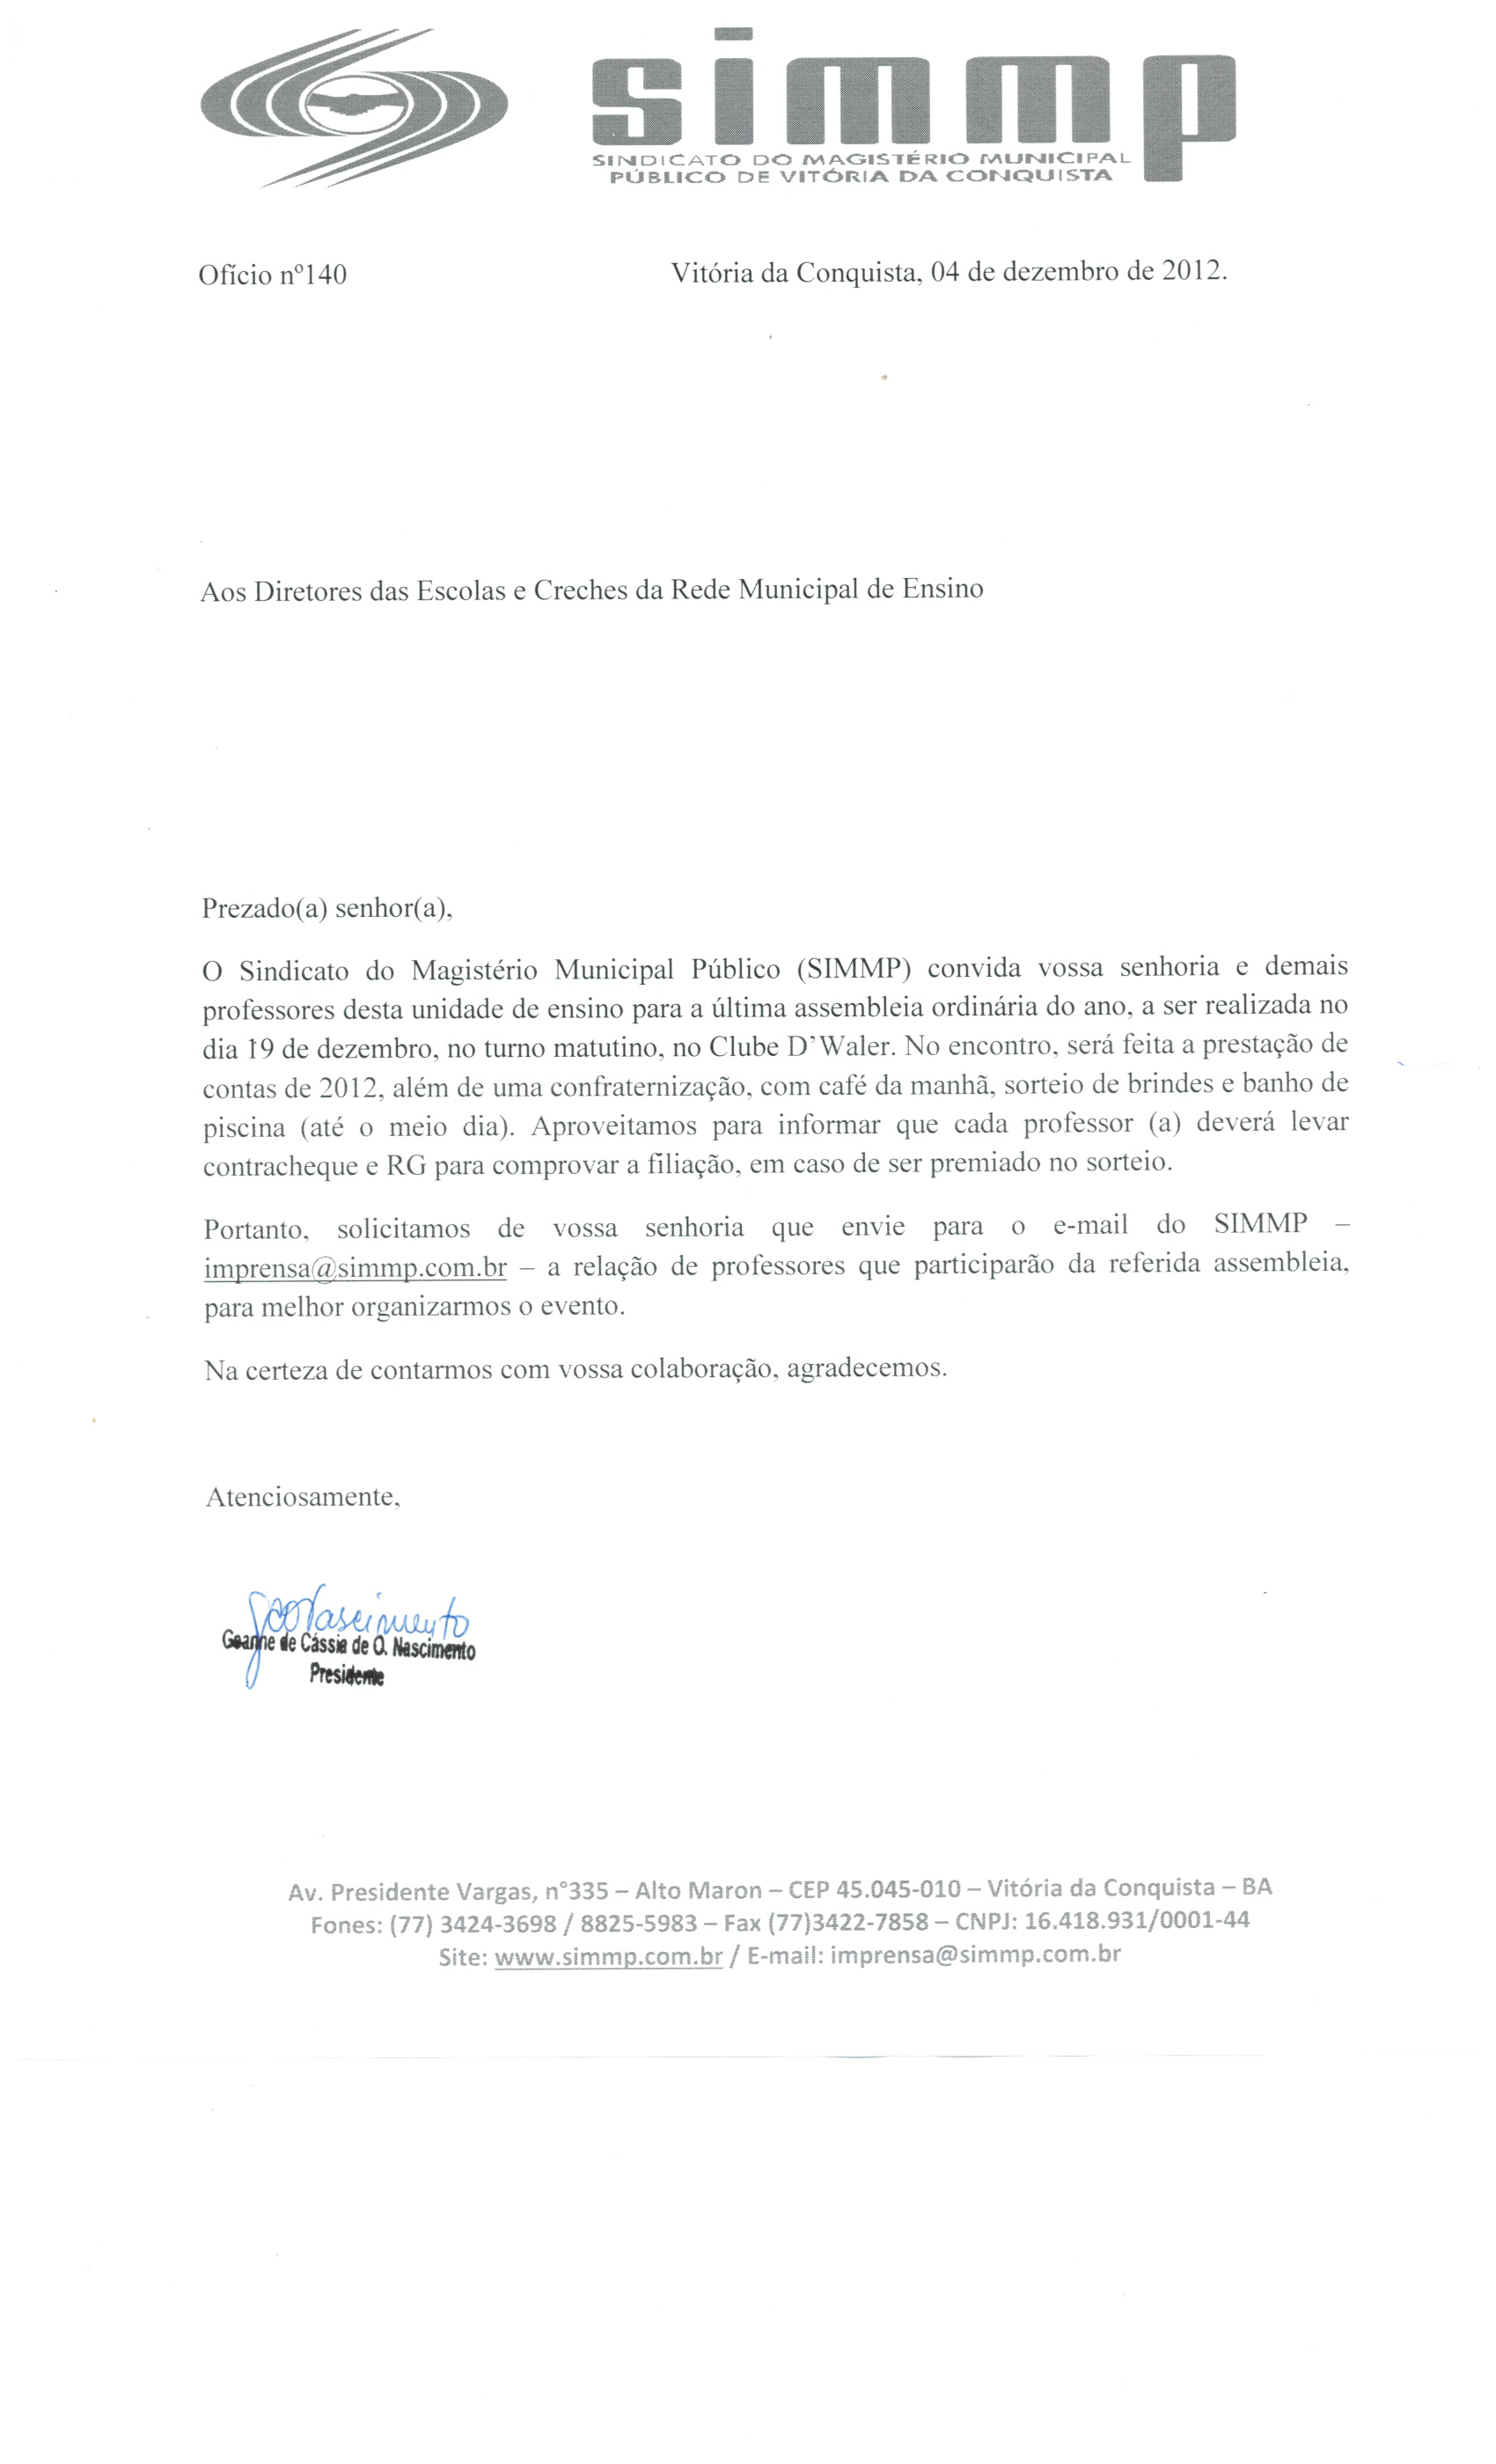 simmp
SINDICATO DO MAGISTÉRIO MUNICIPAL
PÚBLICO DE VITÓRIA DA CONQUISTA
Ofício nº140
Vitória da Conquista, 04 de dezembro de 2012.
Aos Diretores das Escolas e Creches da Rede Municipal de Ensino
Prezado(a) senhor(a),
O Sindicato do Magistério Municipal Público (SIMMP) convida vossa senhoria e demais
professores desta unidade de ensino para a última assembleia ordinária do ano, a ser realizada no
dia 19 de dezembro, no turno matutino, no Clube D'Waler. No encontro, será feita a prestação de
contas de 2012, além de uma confraternização, com café da manhã, sorteio de brindes e banho de
piscina (até o meio dia). Aproveitamos para informar que cada professor (a) deverá levar
contracheque e RG para comprovar a filiação, em caso de ser premiado no sorteio.
Portanto, solicitamos de vossa senhoria que envie para o e-mail do SIMMP –
imprensa@simmp.com.br – a relação de professores que participarão da referida assembleia,
para melhor organizarmos o evento.
Na certeza de contarmos com vossa colaboração, agradecemos.
Atenciosamente,
Nascimento
Geanne de Cássia de O. Nascimento
Presidente
Av. Presidente Vargas, n°335 – Alto Maron – CEP 45.045-010 – Vitória da Conquista – BA
Fones: (77) 3424-3698 / 8825-5983 – Fax (77)3422-7858 – CNPJ: 16.418.931/0001-44
Site: www.simmp.com.br / E-mail: imprensa@simmp.com.br